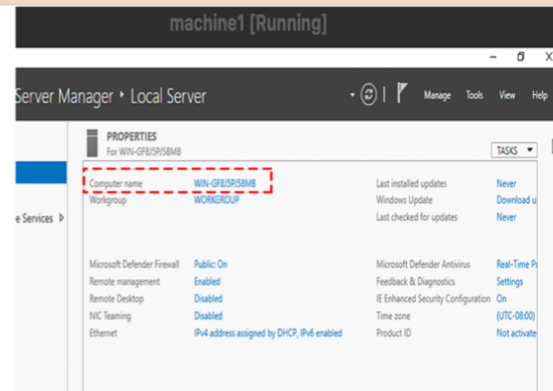 machine1 [Running]
Server Manager ‣ Local Server
Manage Tools View Help
PROPERTIES
For WIN-GF8J5PJ58MB
TASKS
Computer name WIN-GF8J5PJ58MB Last installed updates Never
Workgroup WORKGROUP Windows Update Download u
Last checked for updates Never
e Services
Microsoft Defender Firewall Public: On Microsoft Defender Antivirus Real-Time P
Remote management Enabled Feedback & Diagnostics Settings
Remote Desktop Disabled IE Enhanced Security Configuration On
NIC Teaming Disabled Time zone (UTC-08:00)
Ethernet IPv4 address assigned by DHCP, IPv6 enabled Product ID Not activate